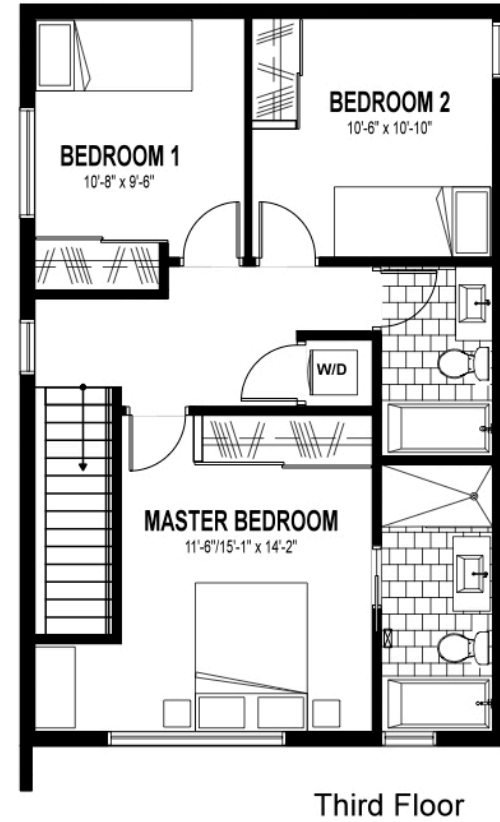 BEDROOM 1
10'-8" x 9'-6"
BEDROOM 2
10'-6" x 10'-10"
W/D
MASTER BEDROOM
11'-6"/15'-1" x 14'-2"
Third Floor